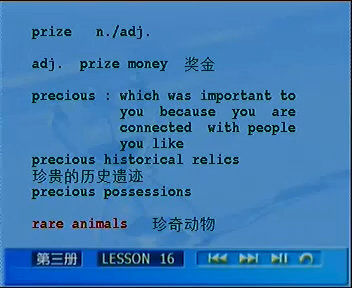 prize n./adj.
adj. prize money 奖金
precious : which was important to
you because you are
connected with people
you like
precious historical relics
珍贵的历史遗迹
precious possessions
rare animals 珍奇动物
第三册 LESSON 16